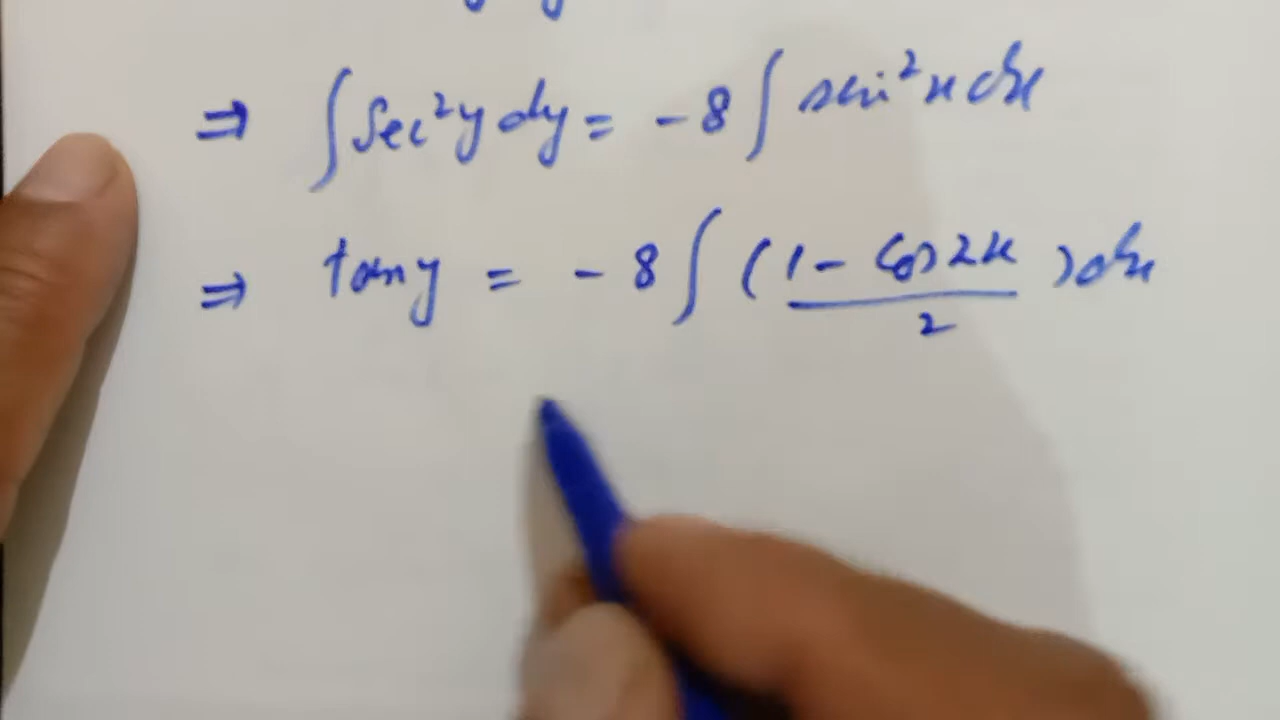 ⇒ ∫ Sec²y dy = -8 ∫ sin²x dx
⇒ tan y = -8 ∫ (1 - Cos 2x / 2) dx